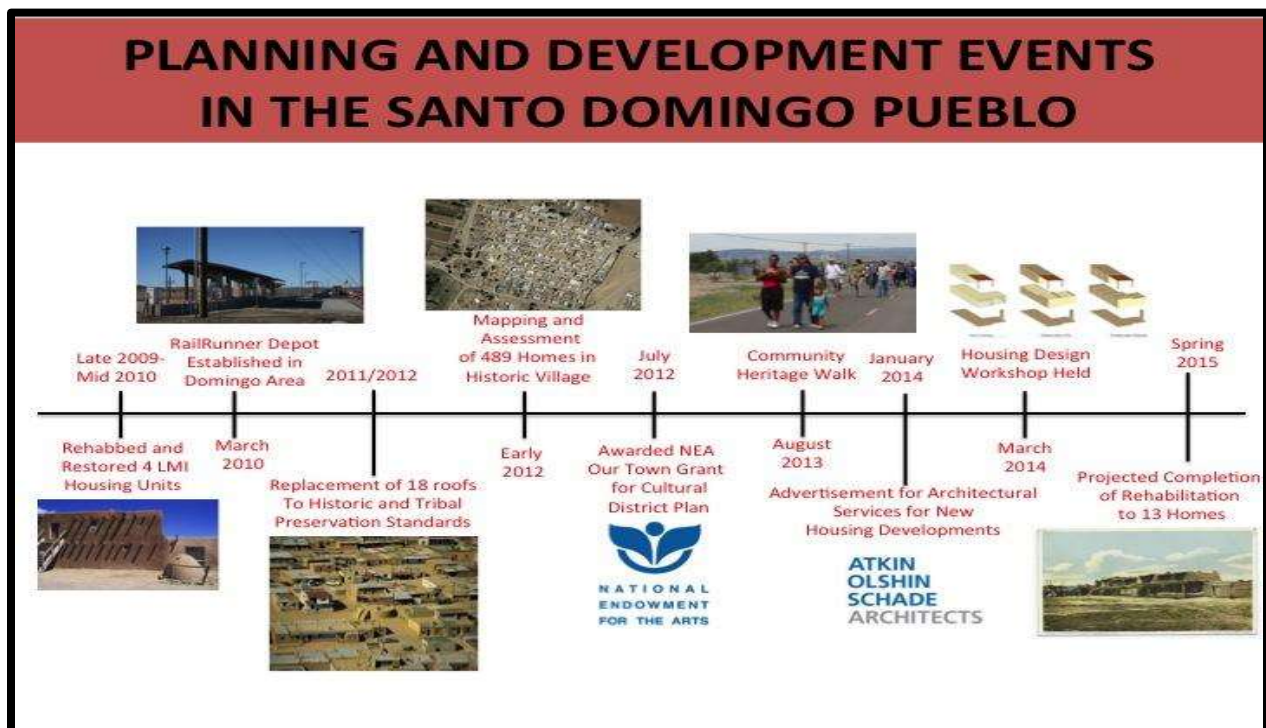 PLANNING AND DEVELOPMENT EVENTS
IN THE SANTO DOMINGO PUEBLO
Late 2009-
Mid 2010
Rehabbed and
Restored 4 LMI
Housing Units
RailRunner Depot
Established in
Domingo Area
March
2010
2011/2012
Replacement of 18 roofs
To Historic and Tribal
Preservation Standards
Mapping and
Assessment
of 489 Homes in
Historic Village
Early
2012
July
2012
Awarded NEA
Our Town Grant
for Cultural
District Plan
NATIONAL
ENDOWMENT
FOR THE ARTS
Community
Heritage Walk
August
2013
January
2014
Advertisement for Architectural
Services for New
Housing Developments
ATKIN
OLSHIN
SCHADE
ARCHITECTS
Housing Design
Workshop Held
March
2014
Spring
2015
Projected Completion
of Rehabilitation
to 13 Homes